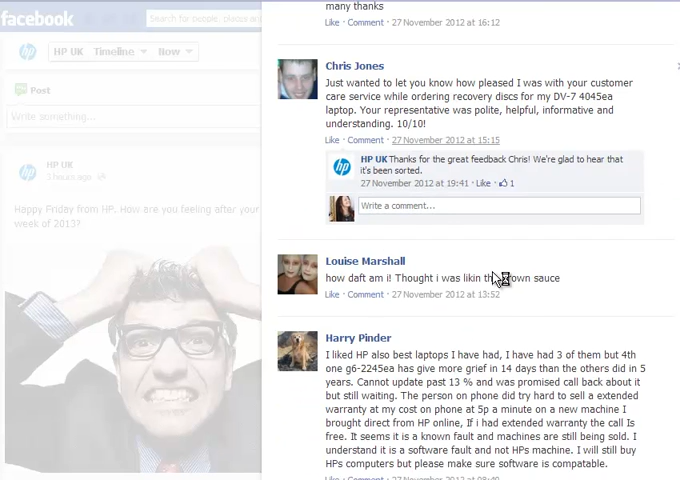 many thanks
Like · Comment · 27 November 2012 at 16:12
facebook
Search for people, places
HP UK Timeline Now
Chris Jones
Just wanted to let you know how pleased I was with your customer
care service while ordering recovery discs for my DV-7 4045ea
laptop. Your representative was polite, helpful, informative and
understanding. 10/10!
Like · Comment · 27 November 2012 at 15:15
HP UK Thanks for the great feedback Chris! We're glad to hear that
it's been sorted.
27 November 2012 at 19:41 · Like · 1
Write a comment...
Post
Write something...
HP UK
hours ago
Happy Friday from HP. How are you feeling after your
week of 2013?
Louise Marshall
how daft am i! Thought i was likin sauce
Like · Comment · 27 November 2012 at 13:52
Harry Pinder
I liked HP also best laptops I have had, I have had 3 of them but 4th
one g6-2245ea has give more grief in 14 days than the others did in 5
years. Cannot update past 13 % and was promised call back about it
but still waiting. The person on phone did try hard to sell a extended
warranty at my cost on phone at 5p a minute on a new machine I
brought direct from HP online, If i had extended warranty the call Is
free. It seems it is a known fault and machines are still being sold. I
understand it is a software fault and not HPs machine. I will still buy
HPs computers but please make sure software is compatable.